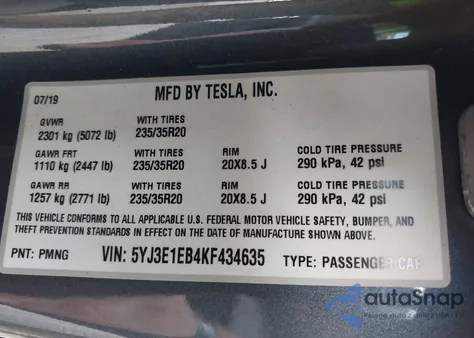 MFD BY TESLA, INC.
07/19
GVWR WITH TIRES
2301 kg (5072 lb) 235/35R20
GAWR FRT WITH TIRES RIM COLD TIRE PRESSURE
1110 kg (2447 lb) 235/35R20 20X8.5 J 290 kPa, 42 psi
GAWR RR WITH TIRES RIM COLD TIRE PRESSURE
1257 kg (2771 lb) 235/35R20 20X8.5 J 290 kPa, 42 psi
THIS VEHICLE CONFORMS TO ALL APPLICABLE U.S. FEDERAL MOTOR VEHICLE SAFETY, BUMPER, AND
THEFT PREVENTION STANDARDS IN EFFECT ON THE DATE OF MANUFACTURE SHOWN ABOVE.
PNT: PMNG VIN: 5YJ3E1EB4KF434635 TYPE: PASSENGER CAR
autoSnap